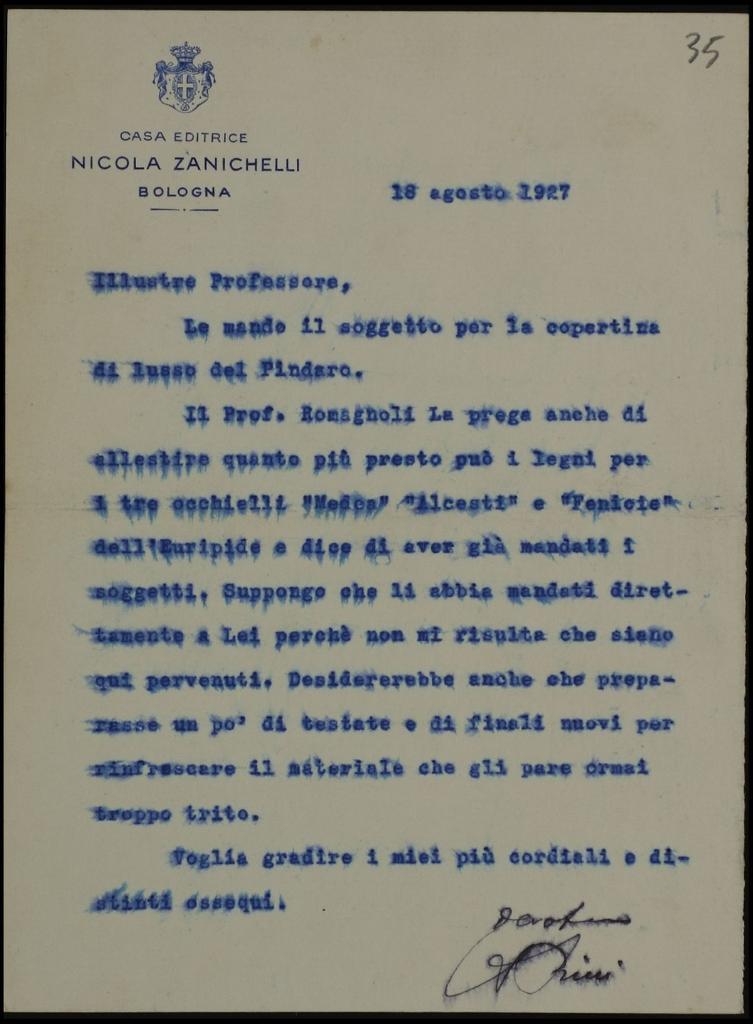 35
CASA EDITRICE
NICOLA ZANICHELLI
BOLOGNA
18 agosto 1927
Illustre Professore,
Le mando il soggetto per la copertina
di lusso del Pindaro.
Il Prof. Romagnoli La prega anche di
allestire quanto più presto può i legni per
i tre occhielli "Medea" "Alcesti" e "Fenicie"
dell'Euripide e dice di aver già mandati i
soggetti. Suppongo che li abbia mandati diret-
tamente a Lei perchè non mi risulta che siano
qui pervenuti. Desidererebbe anche che prepa-
rasse un po' di testate e di finali nuovi per
rinfrescare il materiale che gli pare ormai
troppo trito.
Voglia gradire i miei più cordiali e di-
stinti ossequi.